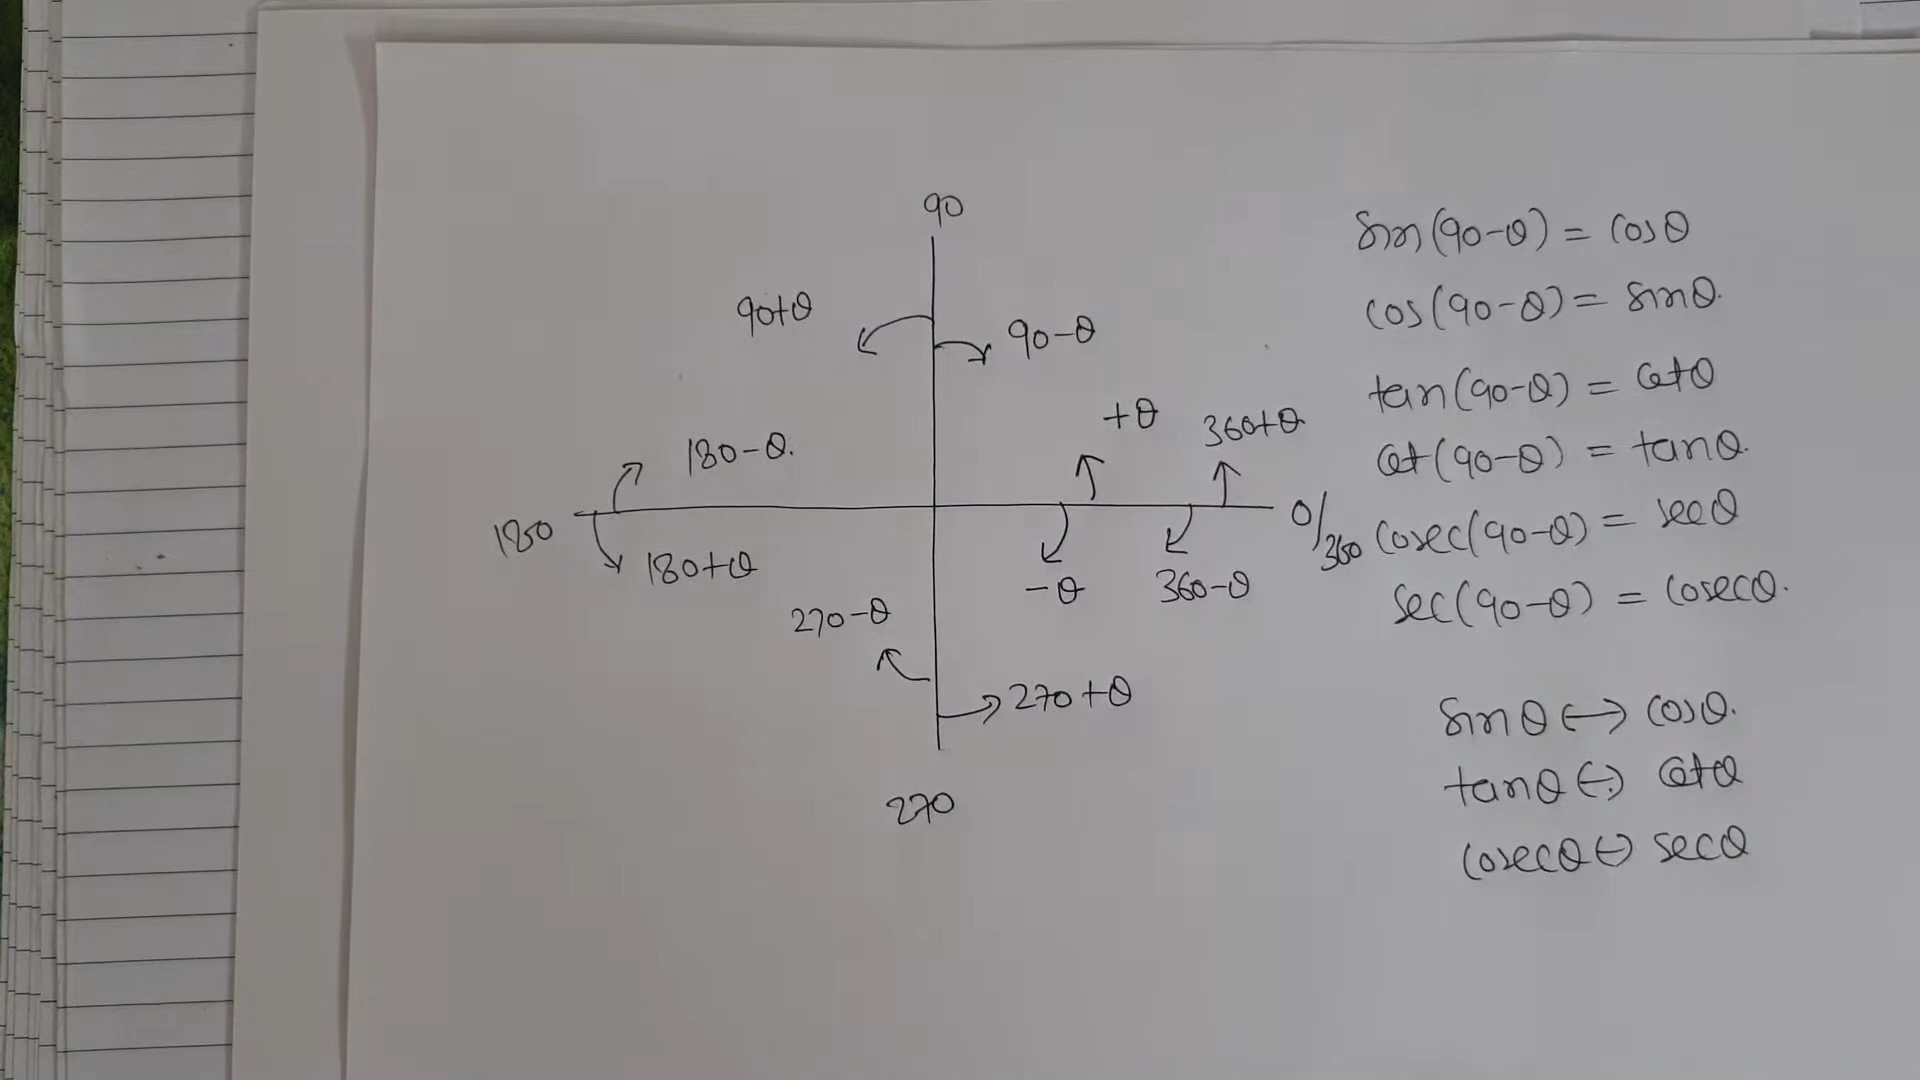 90
90+θ
90-θ
+θ
360+θ
180-θ.
180
0/360
180+θ
-θ
360-θ
270-θ
270+θ
270
sin(90-θ) = cosθ
cos(90-θ) = sinθ.
tan(90-θ) = cotθ
cot(90-θ) = tanθ.
cosec(90-θ) = secθ
sec(90-θ) = cosecθ.
sinθ ↔ cosθ.
tanθ ↔ cotθ
cosecθ ↔ secθ